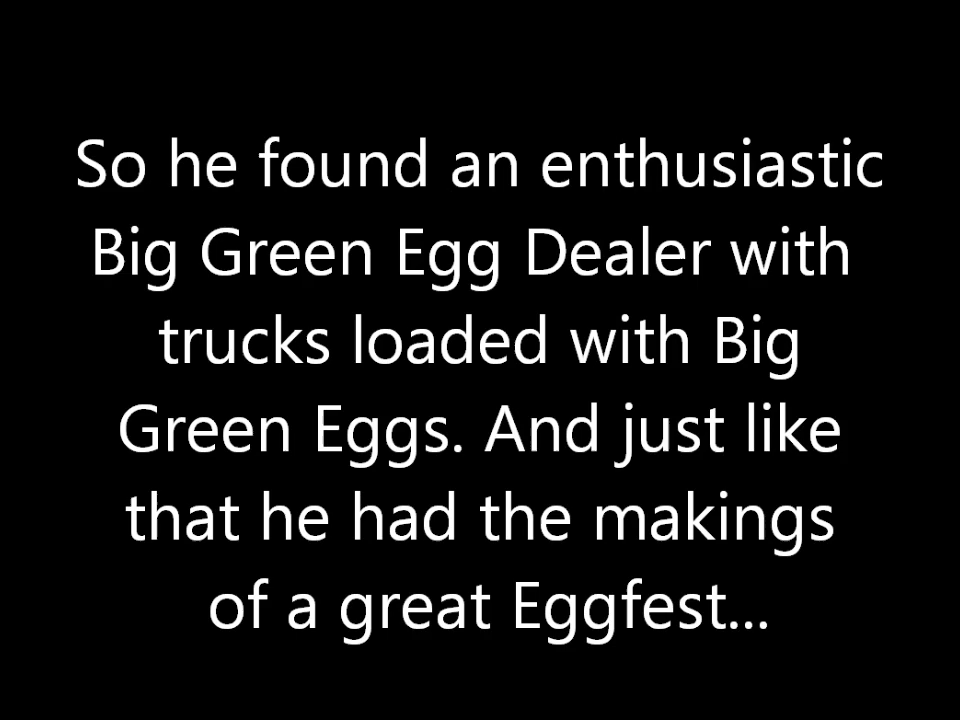 So he found an enthusiastic
Big Green Egg Dealer with
trucks loaded with Big
Green Eggs. And just like
that he had the makings
of a great Eggfest...